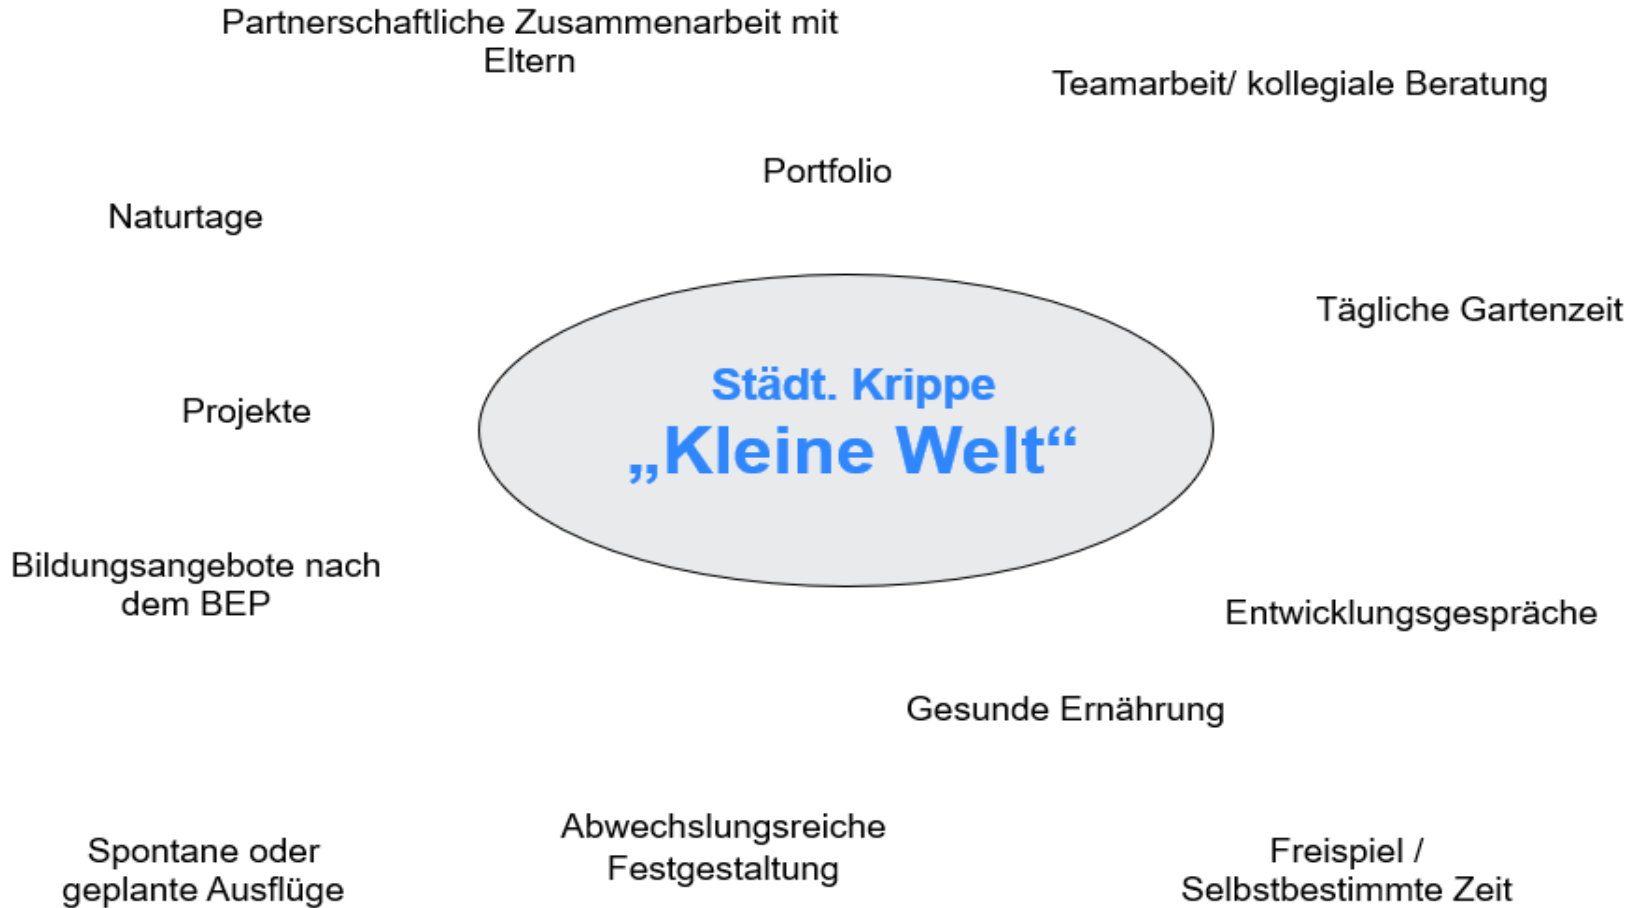 Partnerschaftliche Zusammenarbeit mit
Eltern
Teamarbeit/ kollegiale Beratung
Portfolio
Naturtage
Tägliche Gartenzeit
Städt. Krippe
„Kleine Welt“
Projekte
Bildungsangebote nach
dem BEP
Entwicklungsgespräche
Gesunde Ernährung
Abwechslungsreiche
Festgestaltung
Spontane oder
geplante Ausflüge
Freispiel /
Selbstbestimmte Zeit